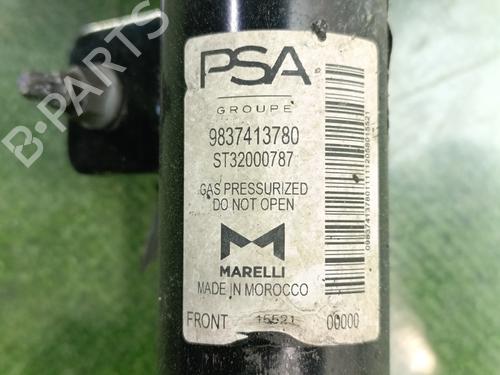 PSA
GROUPE
9837413780
ST32000787
GAS PRESSURIZED
DO NOT OPEN
MARELLI
MADE IN MOROCCO
FRONT 15521 00000
B-PARTS